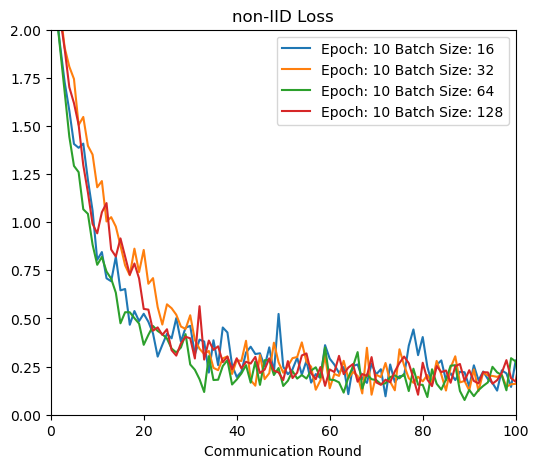 non-IID Loss
2.00
1.75
1.50
1.25
1.00
0.75
0.50
0.25
0.00
Epoch: 10 Batch Size: 16
Epoch: 10 Batch Size: 32
Epoch: 10 Batch Size: 64
Epoch: 10 Batch Size: 128
0 20 40 60 80 100
Communication Round